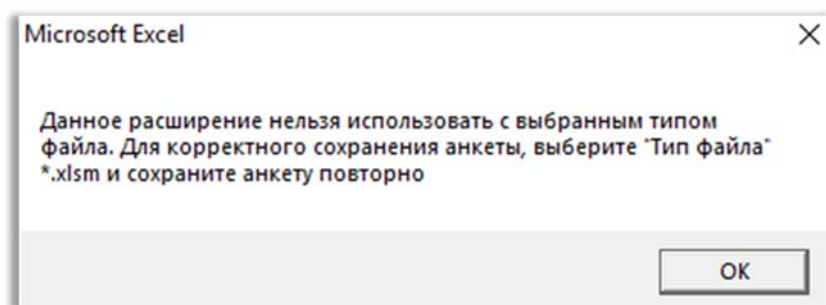 Microsoft Excel
Данное расширение нельзя использовать с выбранным типом
файла. Для корректного сохранения анкеты, выберите "Тип файла"
*.xlsm и сохраните анкету повторно
OK